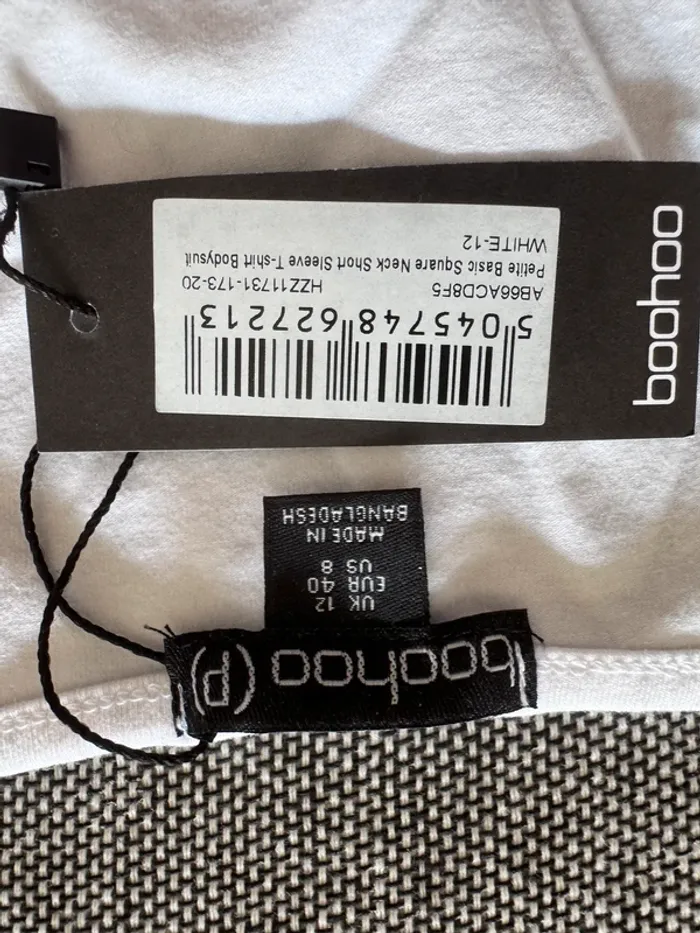 boohoo
5 045748 627213
AB66ACD8F5 HZZ11731-173-20
Petite Basic Square Neck Short Sleeve T-shirt Bodysuit
WHITE-12
boohoo (p)
UK 12
EUR 40
US 8
MADE IN
BANGLADESH